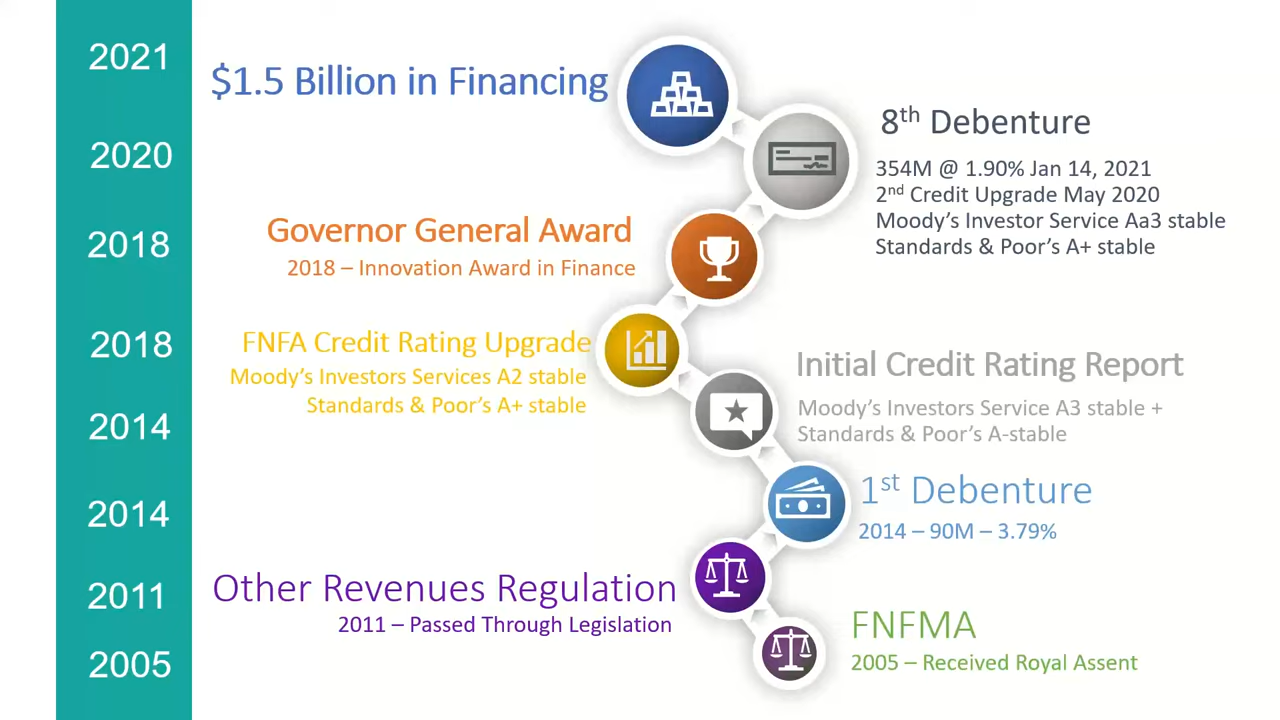 2021
$1.5 Billion in Financing
2020
8th Debenture
354M @ 1.90% Jan 14, 2021
2nd Credit Upgrade May 2020
Moody's Investor Service Aa3 stable
Standards & Poor's A+ stable
2018
Governor General Award
2018 – Innovation Award in Finance
2018
FNFA Credit Rating Upgrade
Moody's Investors Services A2 stable
Standards & Poor's A+ stable
2014
Initial Credit Rating Report
Moody's Investors Service A3 stable +
Standards & Poor's A-stable
2014
1st Debenture
2014 – 90M – 3.79%
2011
Other Revenues Regulation
2011 – Passed Through Legislation
2005
FNFMA
2005 – Received Royal Assent